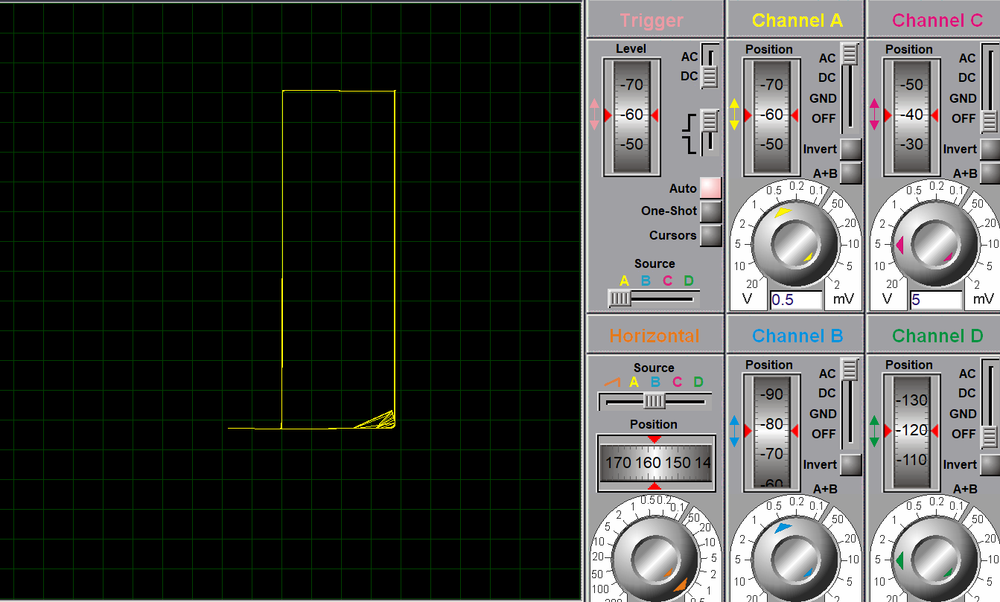 Trigger
Level
AC
DC
-70
-60
-50
Auto
One-Shot
Cursors
Source
A B C D
Channel A
Position
AC
DC
GND
OFF
-70
-60
-50
Invert
A+B
0.5 0.2 0.1
1 50
2 20
5 10
10 5
20 2
V 0.5 mV
Channel C
Position
AC
DC
GND
OFF
-50
-40
-30
Invert
A+B
0.5 0.2 0.1
1 50
2 20
5 10
10 5
20 2
V 5 mV
Horizontal
Source
A B C D
Position
170 160 150 14
1 0.5 0.2 0.1
2 50
5 20
10 10
20 5
50 2
100 1
0.5
Channel B
Position
AC
DC
GND
OFF
-90
-80
-70
-60
Invert
A+B
0.5 0.2 0.1
1 50
2 20
5 10
10 5
20 2
Channel D
Position
AC
DC
GND
OFF
-130
-120
-110
Invert
A+B
0.5 0.2 0.1
1 50
2 20
5 10
10 5
20 2